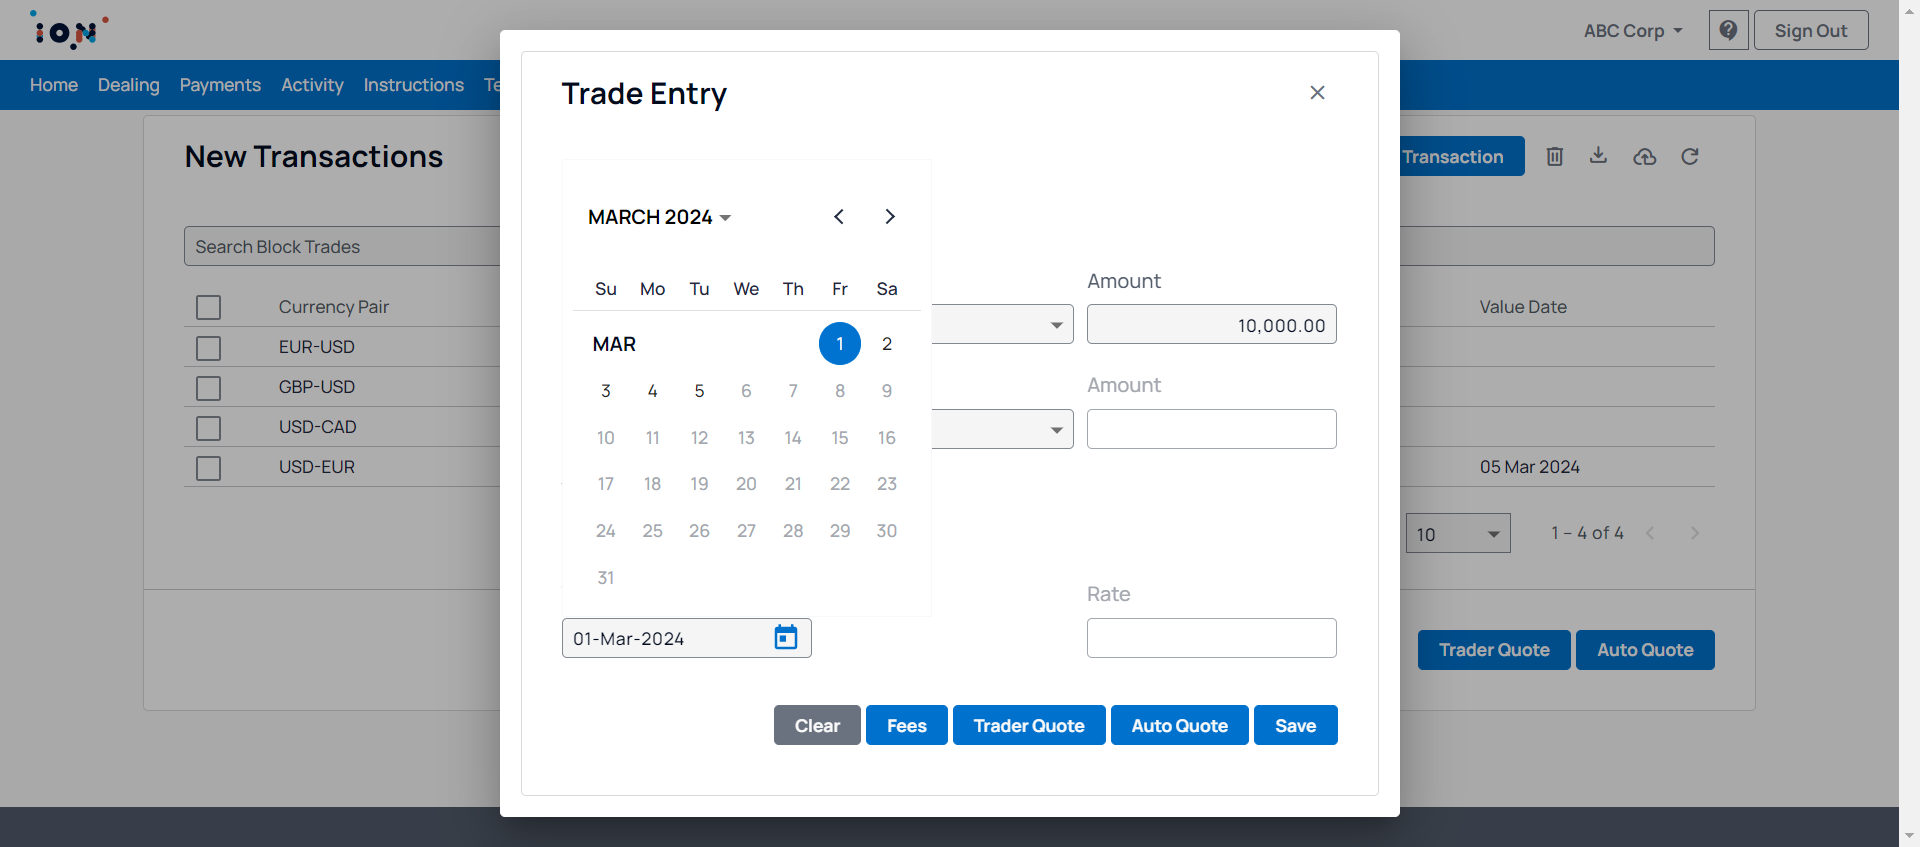 ion
ABC Corp
Sign Out
Home Dealing Payments Activity Instructions Te
Trade Entry
New Transactions
Transaction
MARCH 2024
Search Block Trades
Su Mo Tu We Th Fr Sa
Amount
Currency Pair
Value Date
10,000.00
MAR 1 2
EUR-USD
3 4 5 6 7 8 9
Amount
GBP-USD
10 11 12 13 14 15 16
USD-CAD
17 18 19 20 21 22 23
USD-EUR
05 Mar 2024
24 25 26 27 28 29 30
10
1 – 4 of 4
31
Rate
01-Mar-2024
Trader Quote Auto Quote
Clear Fees Trader Quote Auto Quote Save